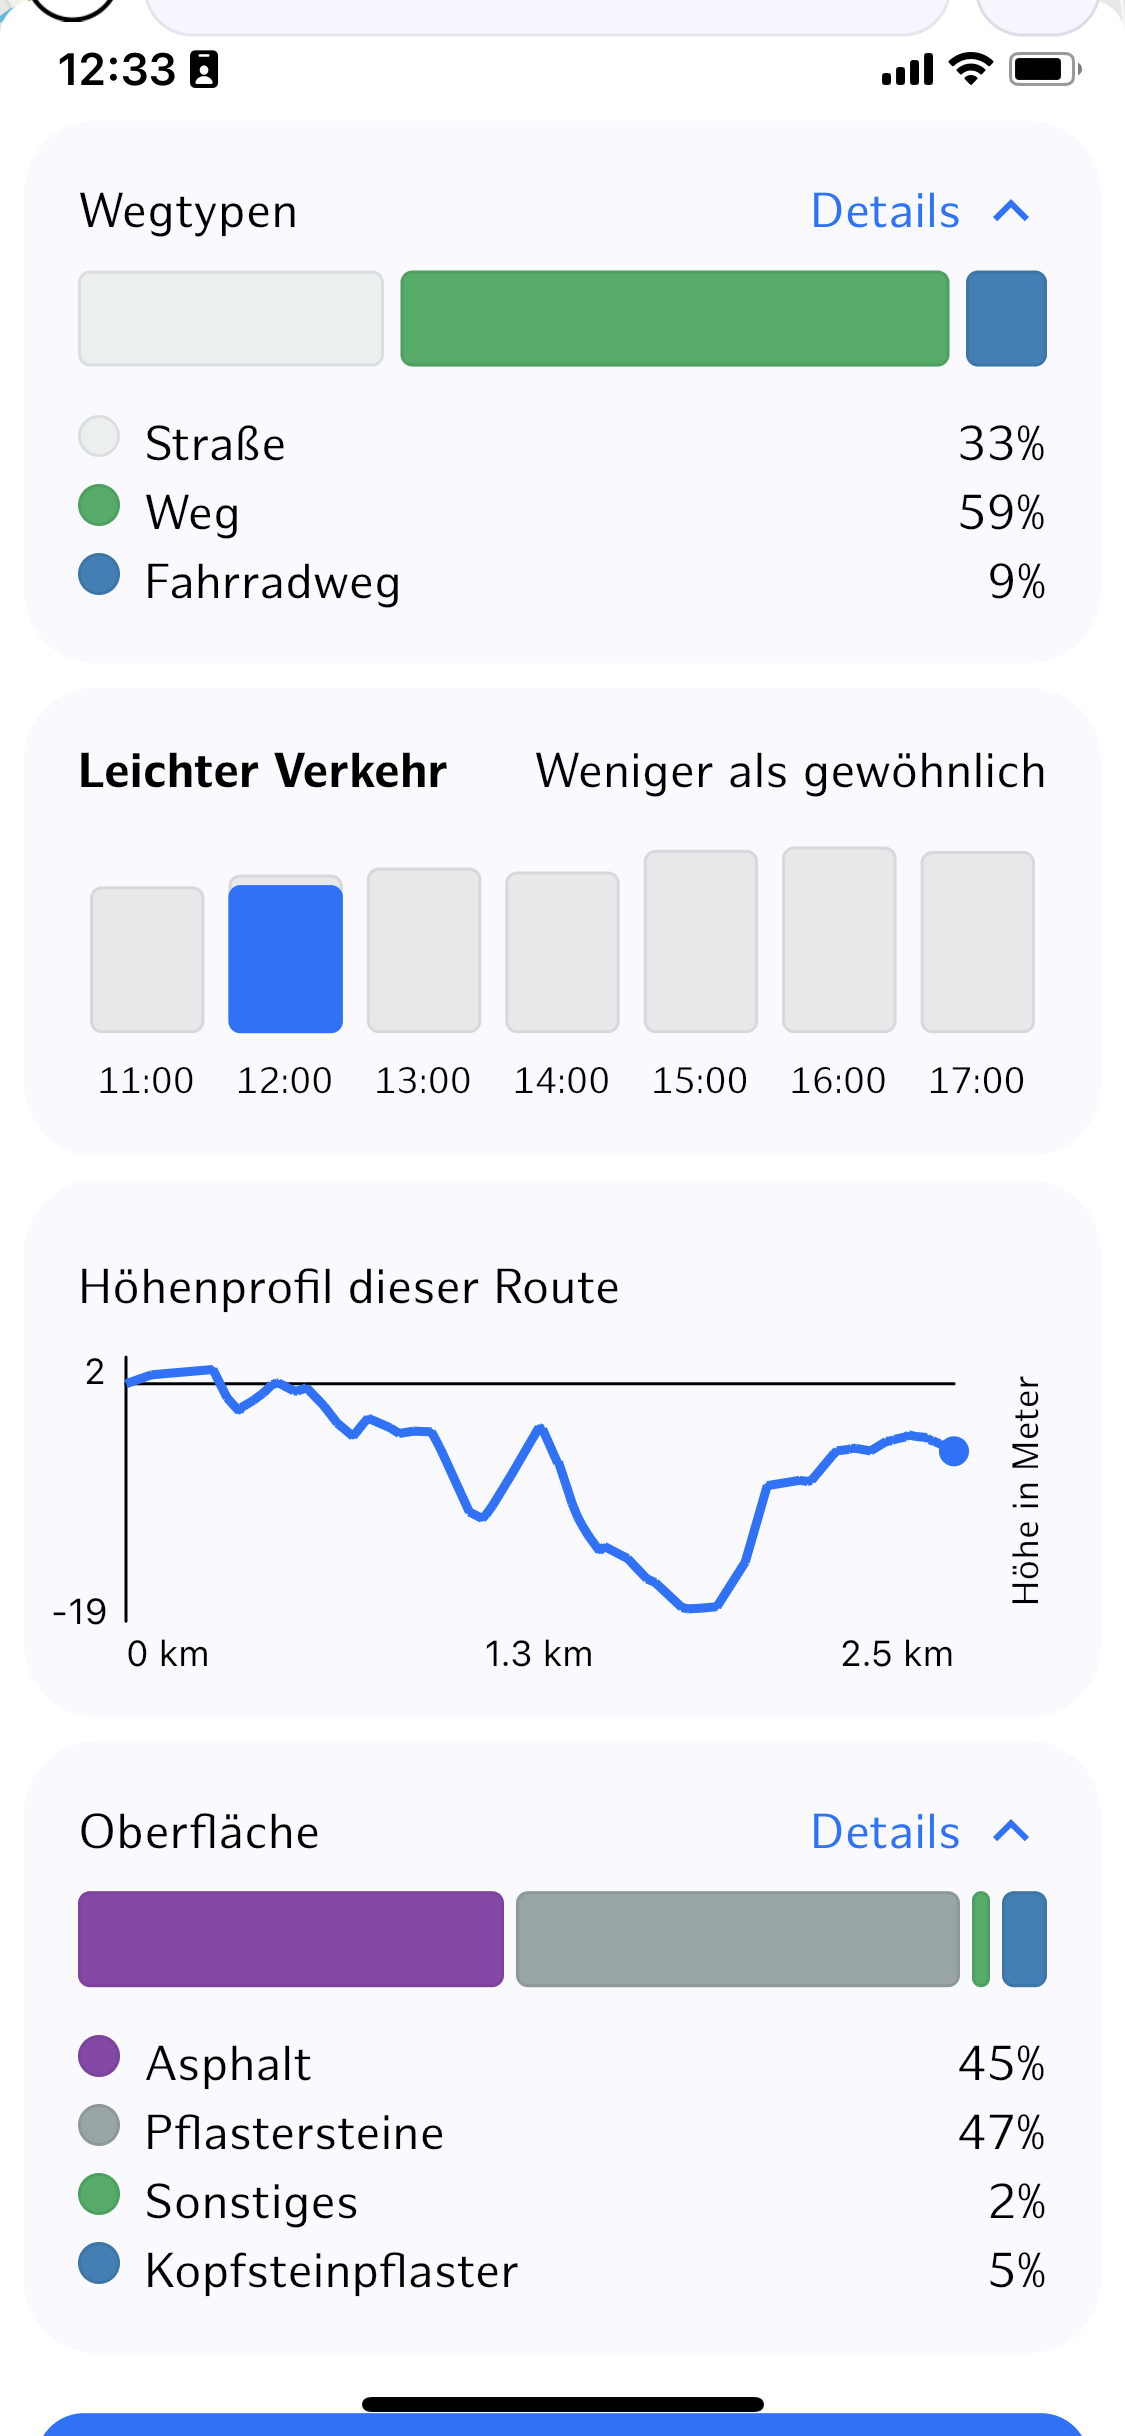 12:33
Wegtypen Details
Straße 33%
Weg 59%
Fahrradweg 9%
Leichter Verkehr Weniger als gewöhnlich
11:00 12:00 13:00 14:00 15:00 16:00 17:00
Höhenprofil dieser Route
2
-19
0 km 1.3 km 2.5 km
Höhe in Meter
Oberfläche Details
Asphalt 45%
Pflastersteine 47%
Sonstiges 2%
Kopfsteinpflaster 5%